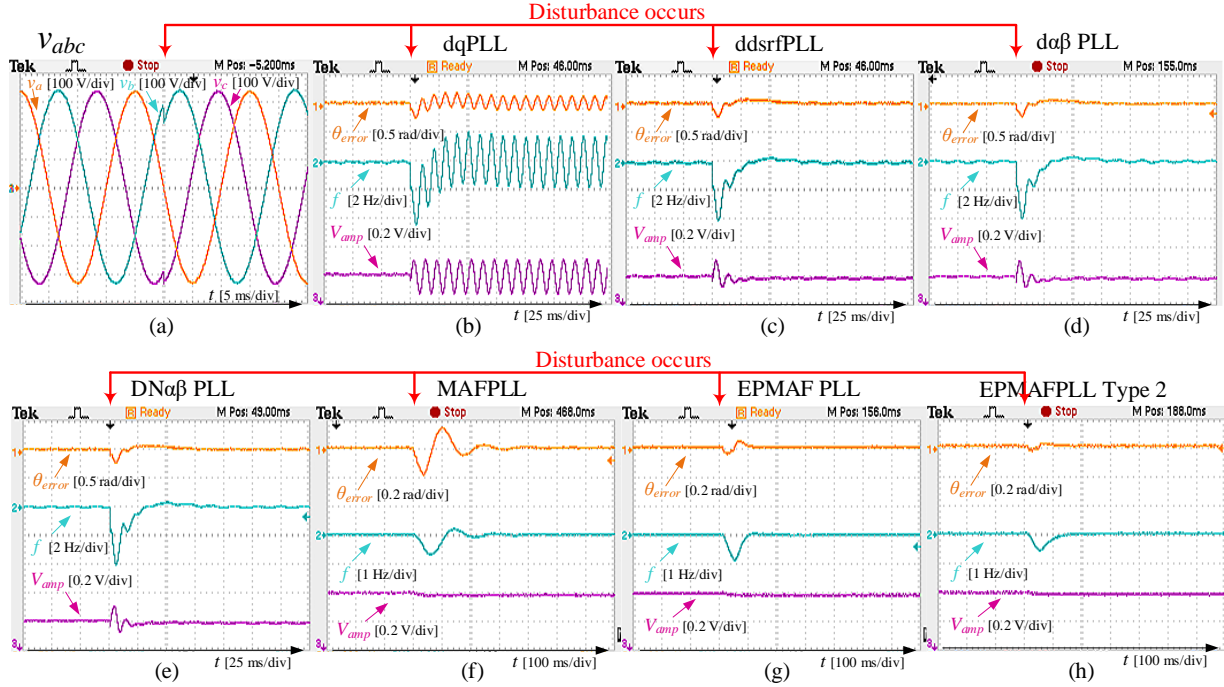 Disturbance occurs
v_abc
dqPLL
ddsrfPLL
dαβ PLL
Tek Stop M Pos: -5.200ms
Tek Ready M Pos: 46.00ms
Tek Ready M Pos: 46.00ms
Tek Stop M Pos: 155.0ms
v_a [100 V/div] v_b [100 V/div] v_c [100 V/div]
θ_error [0.5 rad/div]
f [2 Hz/div]
V_amp [0.2 V/div]
θ_error [0.5 rad/div]
f [2 Hz/div]
V_amp [0.2 V/div]
θ_error [0.5 rad/div]
f [2 Hz/div]
V_amp [0.2 V/div]
t [5 ms/div]
t [25 ms/div]
t [25 ms/div]
t [25 ms/div]
(a)
(b)
(c)
(d)
Disturbance occurs
DNαβ PLL
MAFPLL
EPMAF PLL
EPMAFPLL Type 2
Tek Ready M Pos: 49.00ms
Tek Stop M Pos: 468.0ms
Tek Ready M Pos: 156.0ms
Tek Stop M Pos: 188.0ms
θ_error [0.5 rad/div]
f [2 Hz/div]
V_amp [0.2 V/div]
θ_error [0.2 rad/div]
f [1 Hz/div]
V_amp [0.2 V/div]
θ_error [0.2 rad/div]
f [1 Hz/div]
V_amp [0.2 V/div]
θ_error [0.2 rad/div]
f [1 Hz/div]
V_amp [0.2 V/div]
t [25 ms/div]
t [100 ms/div]
t [100 ms/div]
t [100 ms/div]
(e)
(f)
(g)
(h)